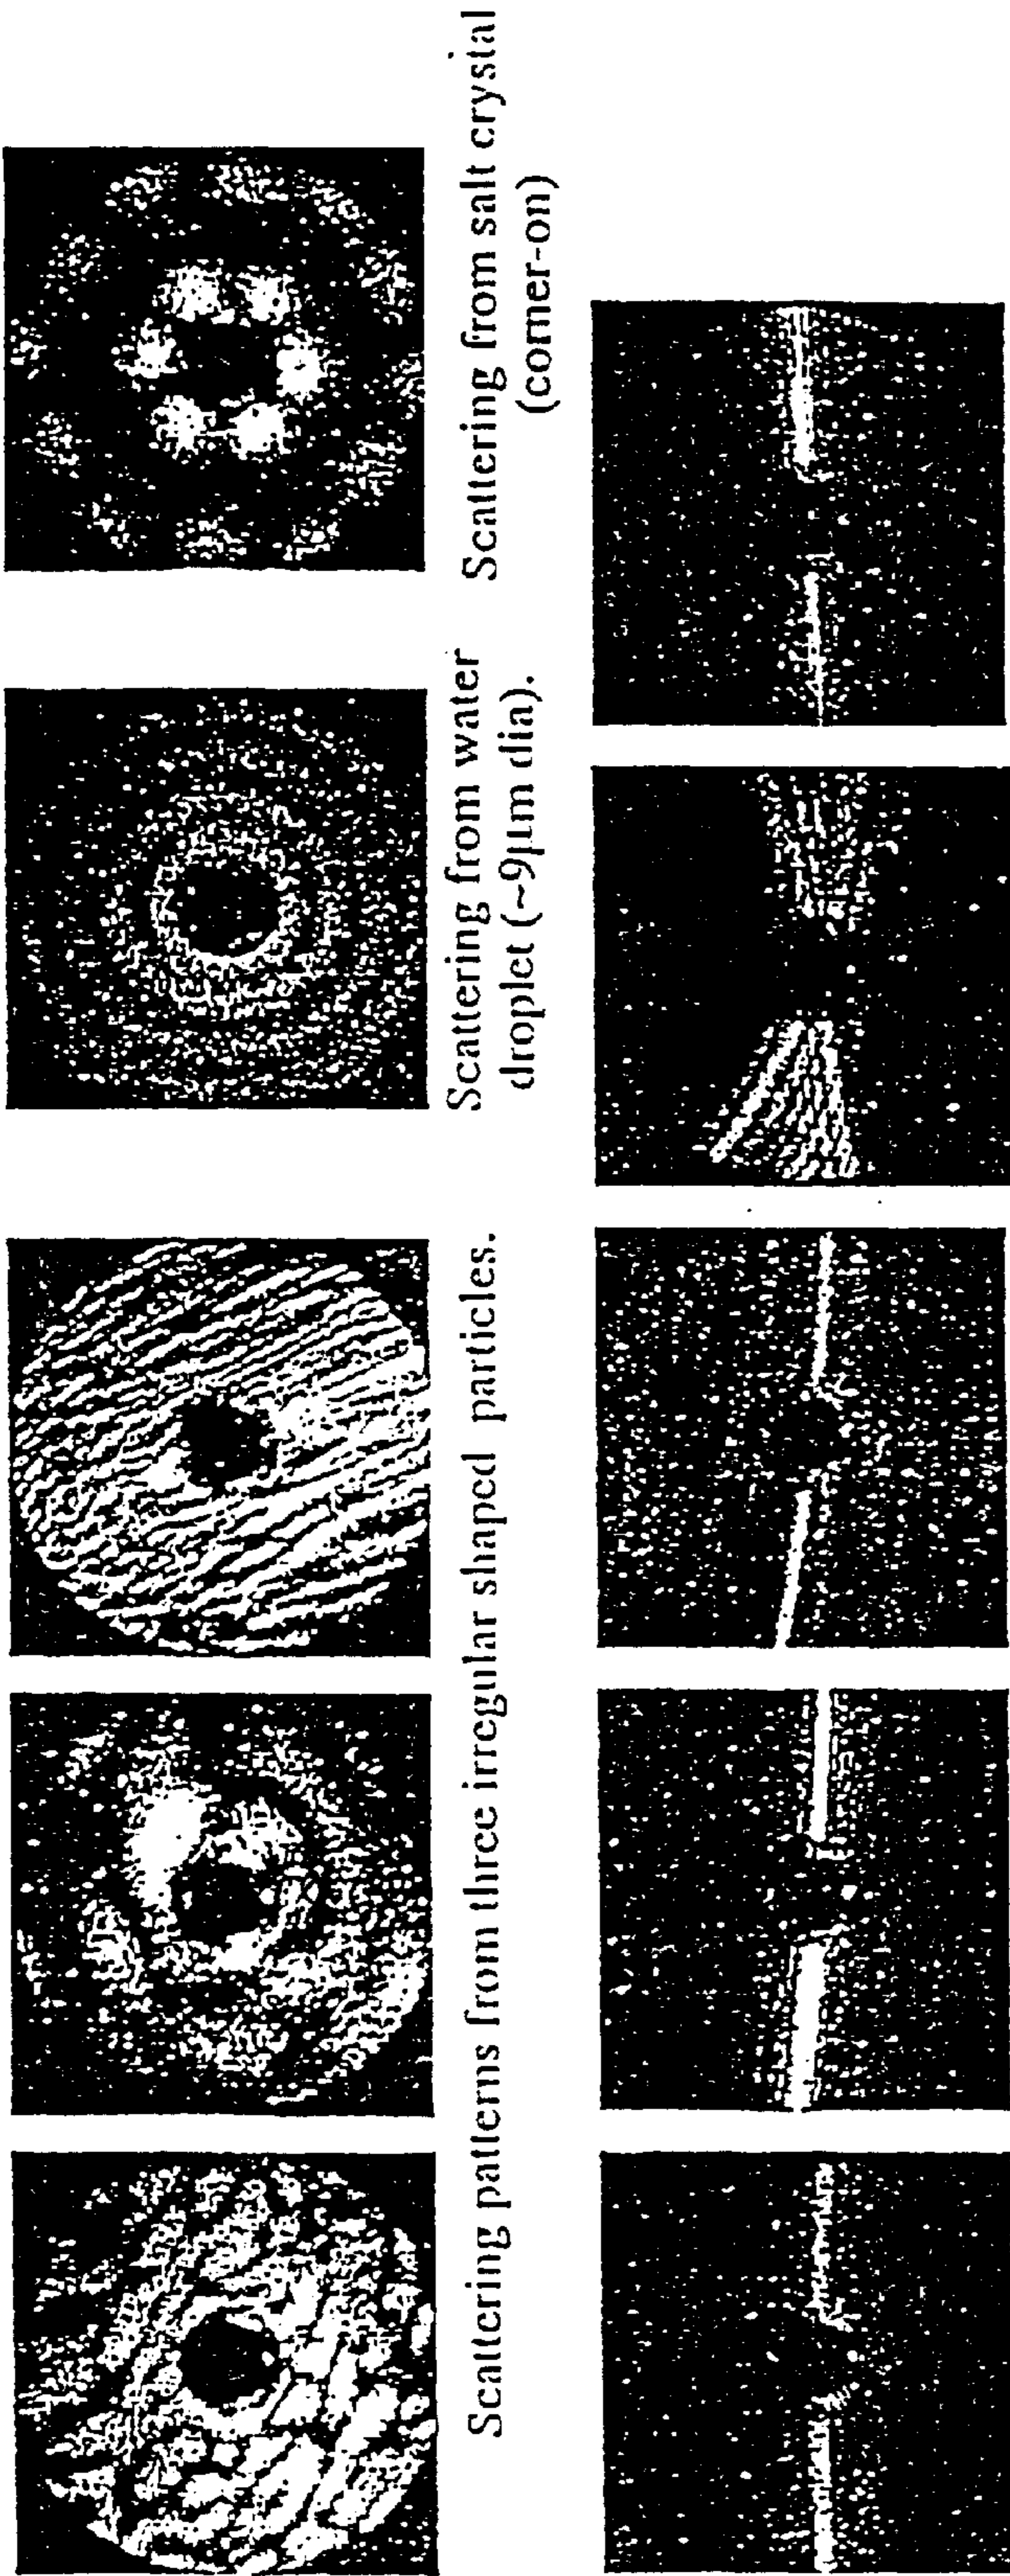 Scattering patterns from three irregular shaped particles.
Scattering from water
droplet (~9µm dia).
Scattering from salt crystal
(corner-on)